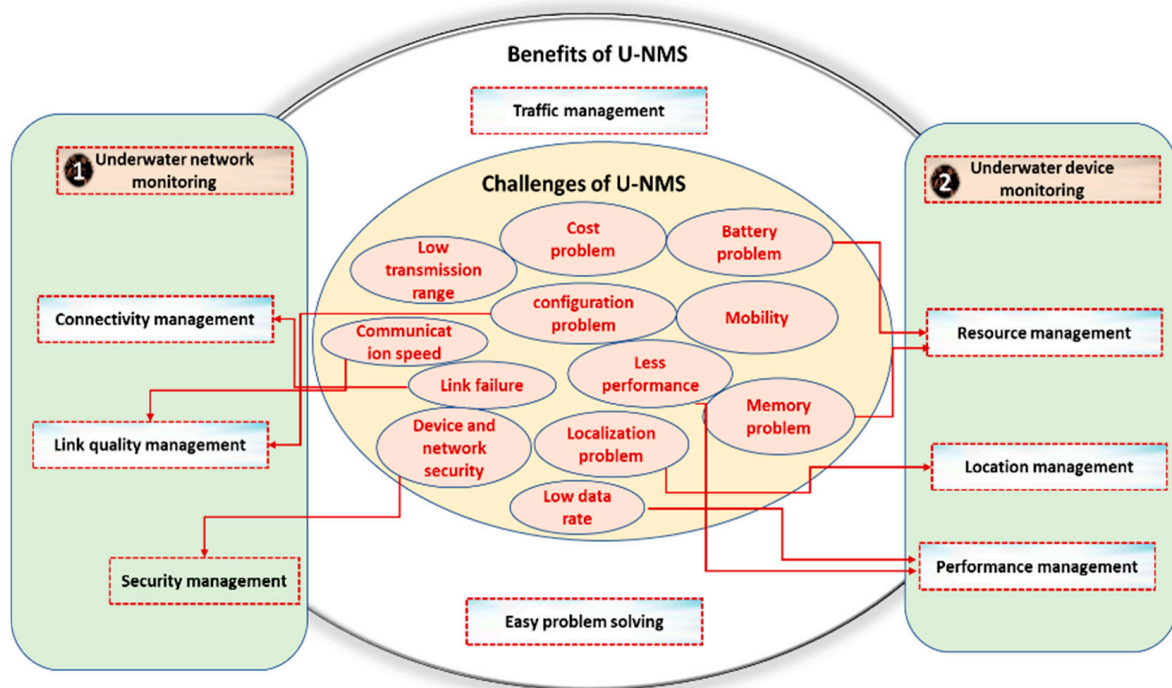 Benefits of U-NMS
Traffic management
1
Underwater network
monitoring
2
Underwater device
monitoring
Challenges of U-NMS
Cost
problem
Battery
problem
Low
transmission
range
configuration
problem
Mobility
Communicat
ion speed
Less
performance
Link failure
Memory
problem
Device and
network
security
Localization
problem
Low data
rate
Connectivity management
Link quality management
Security management
Resource management
Location management
Performance management
Easy problem solving